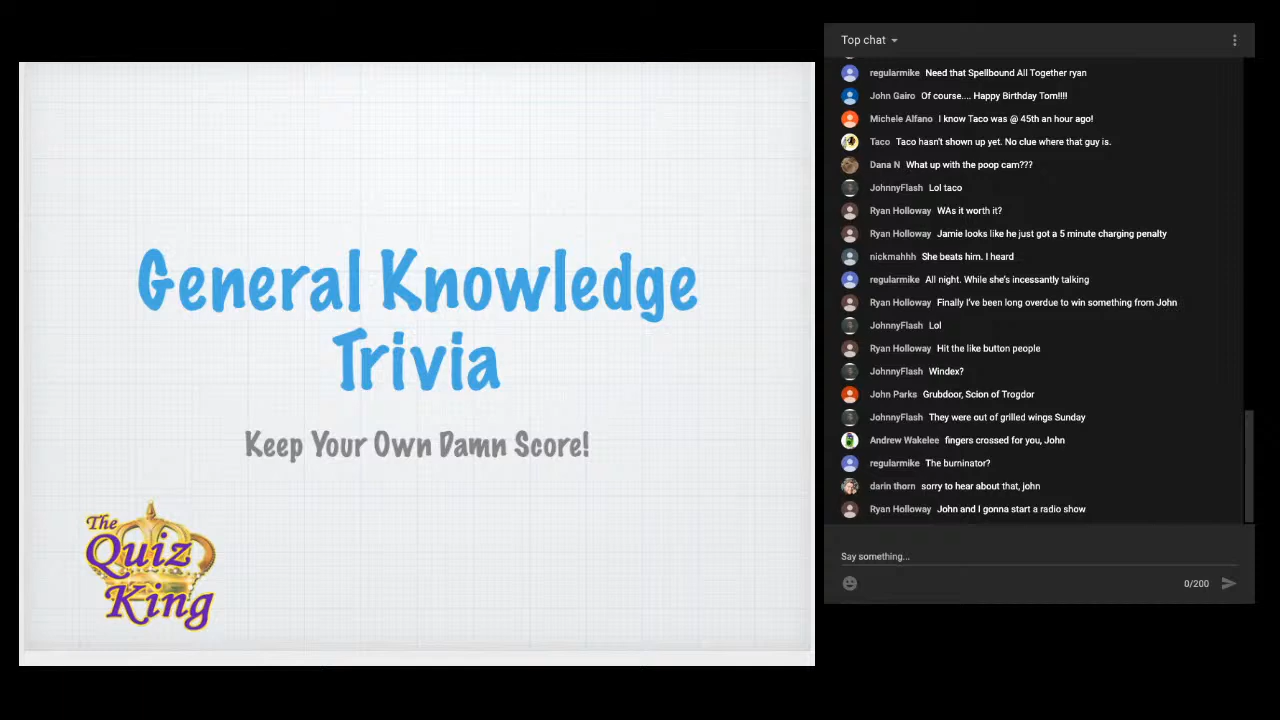 General Knowledge
Trivia
Keep Your Own Damn Score!
The
Quiz
King
Top chat
regularmike Need that Spellbound All Together ryan
John Gairo Of course.... Happy Birthday Tom!!!!
Michele Alfano I know Taco was @ 45th an hour ago!
Taco Taco hasn't shown up yet. No clue where that guy is.
Dana N What up with the poop cam???
JohnnyFlash Lol taco
Ryan Holloway WAs it worth it?
Ryan Holloway Jamie looks like he just got a 5 minute charging penalty
nickmahhh She beats him. I heard
regularmike All night. While she's incessantly talking
Ryan Holloway Finally I've been long overdue to win something from John
JohnnyFlash Lol
Ryan Holloway Hit the like button people
JohnnyFlash Windex?
John Parks Grubdoor, Scion of Trogdor
JohnnyFlash They were out of grilled wings Sunday
Andrew Wakelee fingers crossed for you, John
regularmike The burninator?
darin thorn sorry to hear about that, john
Ryan Holloway John and I gonna start a radio show
Say something...
0/200